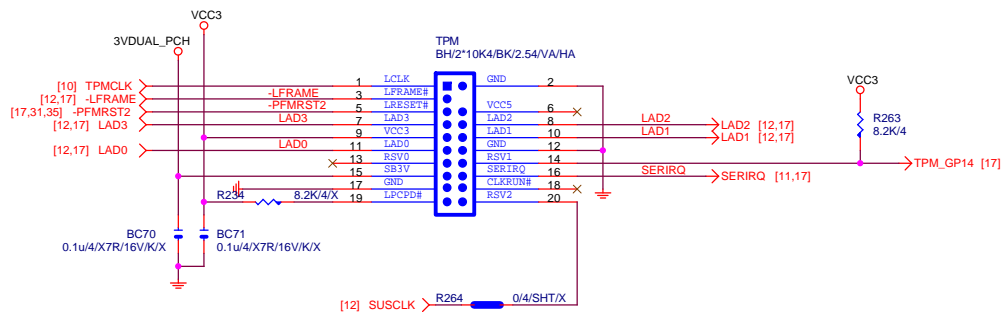 VCC3
3VDUAL_PCH
TPM
BH/2*10K4/BK/2.54/VA/HA
VCC3
[10] TPMCLK 1 LCLK GND 2
[12,17] -LFRAME -LFRAME 3 LFRAME#
[17,31,35] -PFMRST2 -PFMRST2 5 LRESET# VCC5 6
[12,17] LAD3 LAD3 7 LAD3 LAD2 8 LAD2 LAD2 [12,17]
9 VCC3 LAD1 10 LAD1 LAD1 [12,17]
R263
8.2K/4
[12,17] LAD0 LAD0 11 LAD0 GND 12
13 RSV0 RSV1 14 TPM_GP14 [17]
15 SB3V SERIRQ 16 SERIRQ SERIRQ [11,17]
17 GND CLKRUN# 18
R234 8.2K/4/X 19 LPCPD# RSV2 20
BC70
0.1u/4/X7R/16V/K/X
BC71
0.1u/4/X7R/16V/K/X
[12] SUSCLK R264 0/4/SHT/X